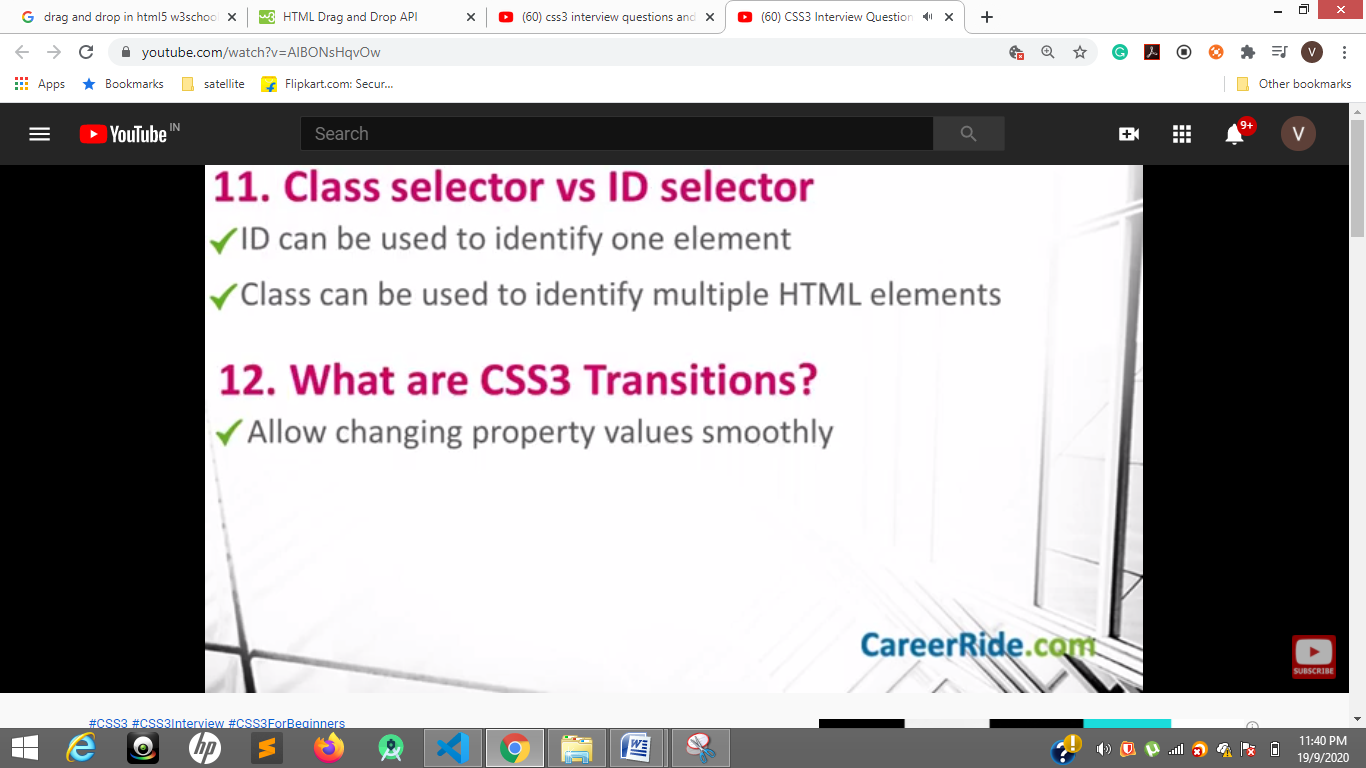 drag and drop in html5 w3schoo
HTML Drag and Drop API
(60) css3 interview questions and
(60) CSS3 Interview Question
youtube.com/watch?v=AIBONsHqvOw
V
Apps
Bookmarks
satellite
Flipkart.com: Secur...
Other bookmarks
YouTube IN
Search
9+
V
11. Class selector vs ID selector
ID can be used to identify one element
Class can be used to identify multiple HTML elements
12. What are CSS3 Transitions?
Allow changing property values smoothly
CareerRide.com
SUBSCRIBE
#CSS3 #CSS3Interview #CSS3ForBeginners
11:40 PM
19/9/2020